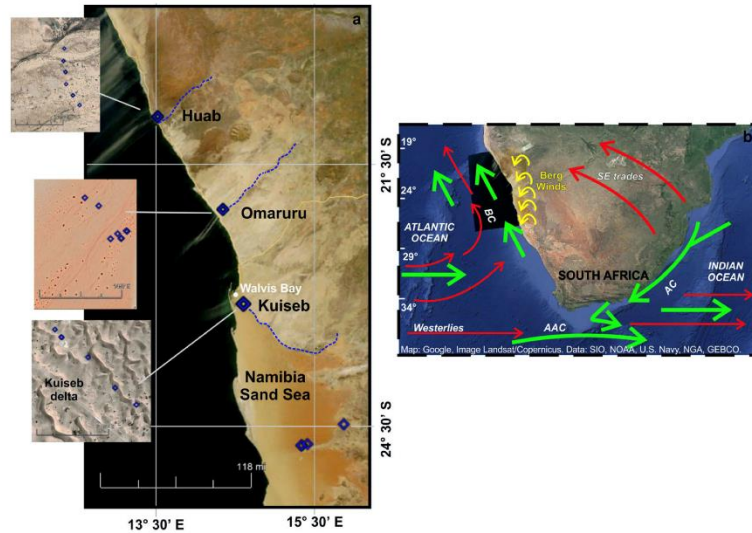 a
Huab
Omaruru
Walvis Bay
Kuiseb
Kuiseb
delta
Namibia
Sand Sea
118 mi
13° 30' E
15° 30' E
21° 30' S
24° 30' S
b
19°
24°
29°
34°
Berg
Winds
SE trades
BC
ATLANTIC
OCEAN
SOUTH AFRICA
AC
INDIAN
OCEAN
Westerlies
AAC
Map: Google, Image Landsat/Copernicus. Data: SIO, NOAA, U.S. Navy, NGA, GEBCO.